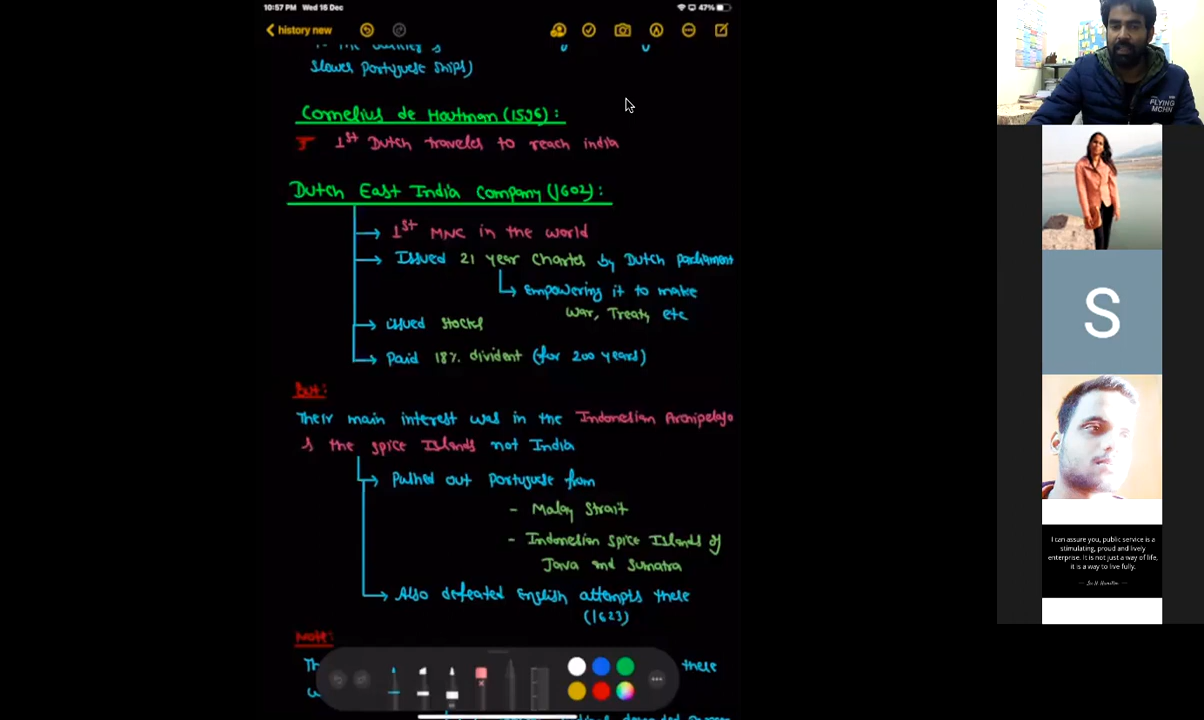 10:57 PM Wed 15 Dec
47%
history new
slower Portuguese ships)
Cornelius de Houtman (1596) :
1st Dutch traveler to reach india
Dutch East India Company (1602) :
1st MNC in the world
Issued 21 year Charter by Dutch parliament
Empowering it to make
War, Treaty etc
issued stocks
Paid 18% divident (for 200 years)
But:
Their main interest was in the Indonesian Archipelago
& the spice Islands not India
Pushed out portuguese from
- Malay Strait
- Indonesian spice Islands of
Java and Sumatra
Also defeated English attempts there
(1623)
Note:
there
FLYING
MCHN
S
I can assure you, public service is a
stimulating, proud and lively
enterprise. It is not just a way of life,
it is a way to live fully.